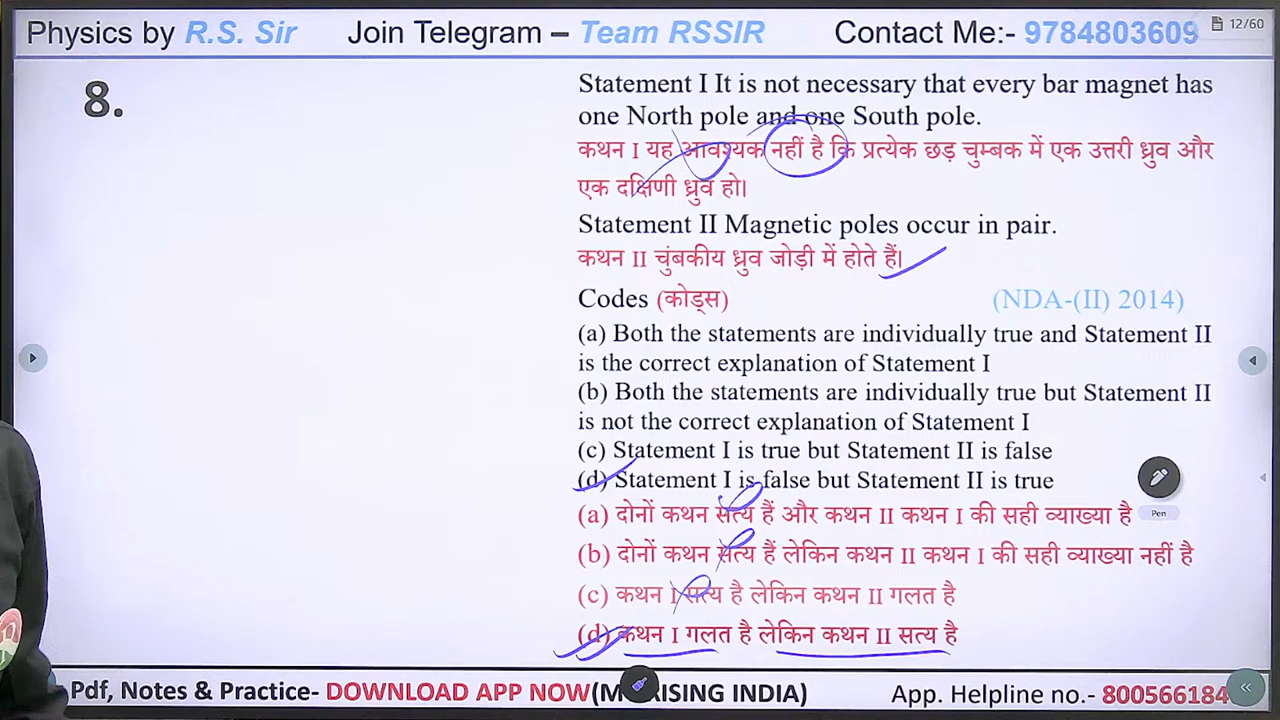 Physics by R.S. Sir Join Telegram – Team RSSIR Contact Me:- 9784803609
12/60
8.
Statement I It is not necessary that every bar magnet has
one North pole and one South pole.
कथन I यह आवश्यक नहीं है कि प्रत्येक छड़ चुम्बक में एक उत्तरी ध्रुव और
एक दक्षिणी ध्रुव हो।
Statement II Magnetic poles occur in pair.
कथन II चुंबकीय ध्रुव जोड़ी में होते हैं।
Codes (कोड्स) (NDA-(II) 2014)
(a) Both the statements are individually true and Statement II
is the correct explanation of Statement I
(b) Both the statements are individually true but Statement II
is not the correct explanation of Statement I
(c) Statement I is true but Statement II is false
(d) Statement I is false but Statement II is true
Pen
(a) दोनों कथन सत्य हैं और कथन II कथन I की सही व्याख्या है
(b) दोनों कथन सत्य हैं लेकिन कथन II कथन I की सही व्याख्या नहीं है
(c) कथन I सत्य है लेकिन कथन II गलत है
(d) कथन I गलत है लेकिन कथन II सत्य है
Pdf, Notes & Practice- DOWNLOAD APP NOW(M RISING INDIA) App. Helpline no.- 800566184